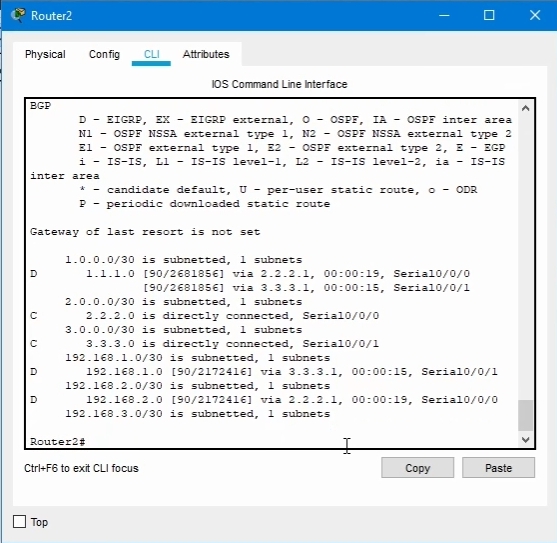 Router2
Physical Config CLI Attributes
IOS Command Line Interface
BGP
D - EIGRP, EX - EIGRP external, O - OSPF, IA - OSPF inter area
N1 - OSPF NSSA external type 1, N2 - OSPF NSSA external type 2
E1 - OSPF external type 1, E2 - OSPF external type 2, E - EGP
i - IS-IS, L1 - IS-IS level-1, L2 - IS-IS level-2, ia - IS-IS
inter area
* - candidate default, U - per-user static route, o - ODR
P - periodic downloaded static route
Gateway of last resort is not set
1.0.0.0/30 is subnetted, 1 subnets
D 1.1.1.0 [90/2681856] via 2.2.2.1, 00:00:19, Serial0/0/0
[90/2681856] via 3.3.3.1, 00:00:15, Serial0/0/1
2.0.0.0/30 is subnetted, 1 subnets
C 2.2.2.0 is directly connected, Serial0/0/0
3.0.0.0/30 is subnetted, 1 subnets
C 3.3.3.0 is directly connected, Serial0/0/1
192.168.1.0/30 is subnetted, 1 subnets
D 192.168.1.0 [90/2172416] via 3.3.3.1, 00:00:15, Serial0/0/1
192.168.2.0/30 is subnetted, 1 subnets
D 192.168.2.0 [90/2172416] via 2.2.2.1, 00:00:19, Serial0/0/0
192.168.3.0/30 is subnetted, 1 subnets
Router2#
Ctrl+F6 to exit CLI focus
Copy Paste
Top